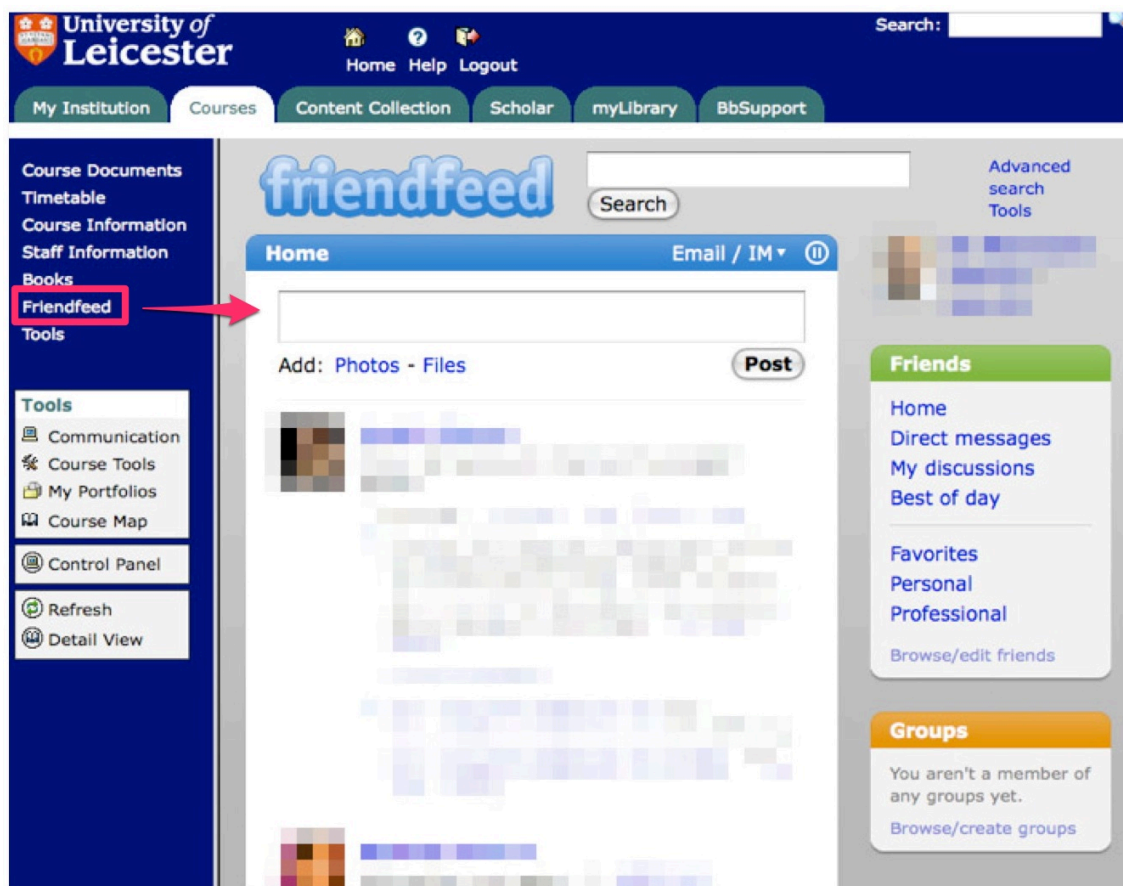 University of
Leicester
Home Help Logout
Search:
My Institution Courses Content Collection Scholar myLibrary BbSupport
Course Documents
Timetable
Course Information
Staff Information
Books
Friendfeed
Tools
Tools
Communication
Course Tools
My Portfolios
Course Map
Control Panel
Refresh
Detail View
friendfeed
Search
Advanced
search
Tools
Home Email / IM
Add: Photos - Files Post
Friends
Home
Direct messages
My discussions
Best of day
Favorites
Personal
Professional
Browse/edit friends
Groups
You aren't a member of
any groups yet.
Browse/create groups